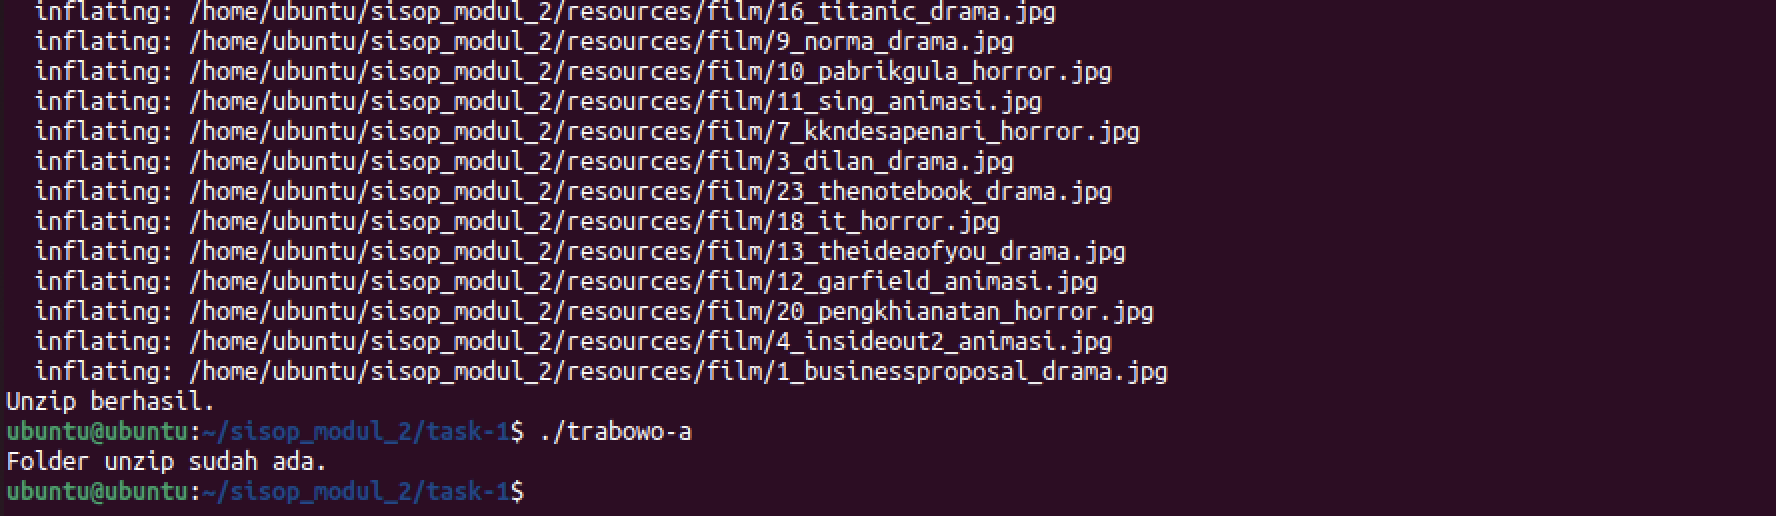 inflating: /home/ubuntu/sisop_modul_2/resources/film/16_titanic_drama.jpg
inflating: /home/ubuntu/sisop_modul_2/resources/film/9_norma_drama.jpg
inflating: /home/ubuntu/sisop_modul_2/resources/film/10_pabrikgula_horror.jpg
inflating: /home/ubuntu/sisop_modul_2/resources/film/11_sing_animasi.jpg
inflating: /home/ubuntu/sisop_modul_2/resources/film/7_kkndesapenari_horror.jpg
inflating: /home/ubuntu/sisop_modul_2/resources/film/3_dilan_drama.jpg
inflating: /home/ubuntu/sisop_modul_2/resources/film/23_thenotebook_drama.jpg
inflating: /home/ubuntu/sisop_modul_2/resources/film/18_it_horror.jpg
inflating: /home/ubuntu/sisop_modul_2/resources/film/13_theideaofyou_drama.jpg
inflating: /home/ubuntu/sisop_modul_2/resources/film/12_garfield_animasi.jpg
inflating: /home/ubuntu/sisop_modul_2/resources/film/20_pengkhianatan_horror.jpg
inflating: /home/ubuntu/sisop_modul_2/resources/film/4_insideout2_animasi.jpg
inflating: /home/ubuntu/sisop_modul_2/resources/film/1_businessproposal_drama.jpg
Unzip berhasil.
ubuntu@ubuntu:~/sisop_modul_2/task-1$ ./trabowo-a
Folder unzip sudah ada.
ubuntu@ubuntu:~/sisop_modul_2/task-1$